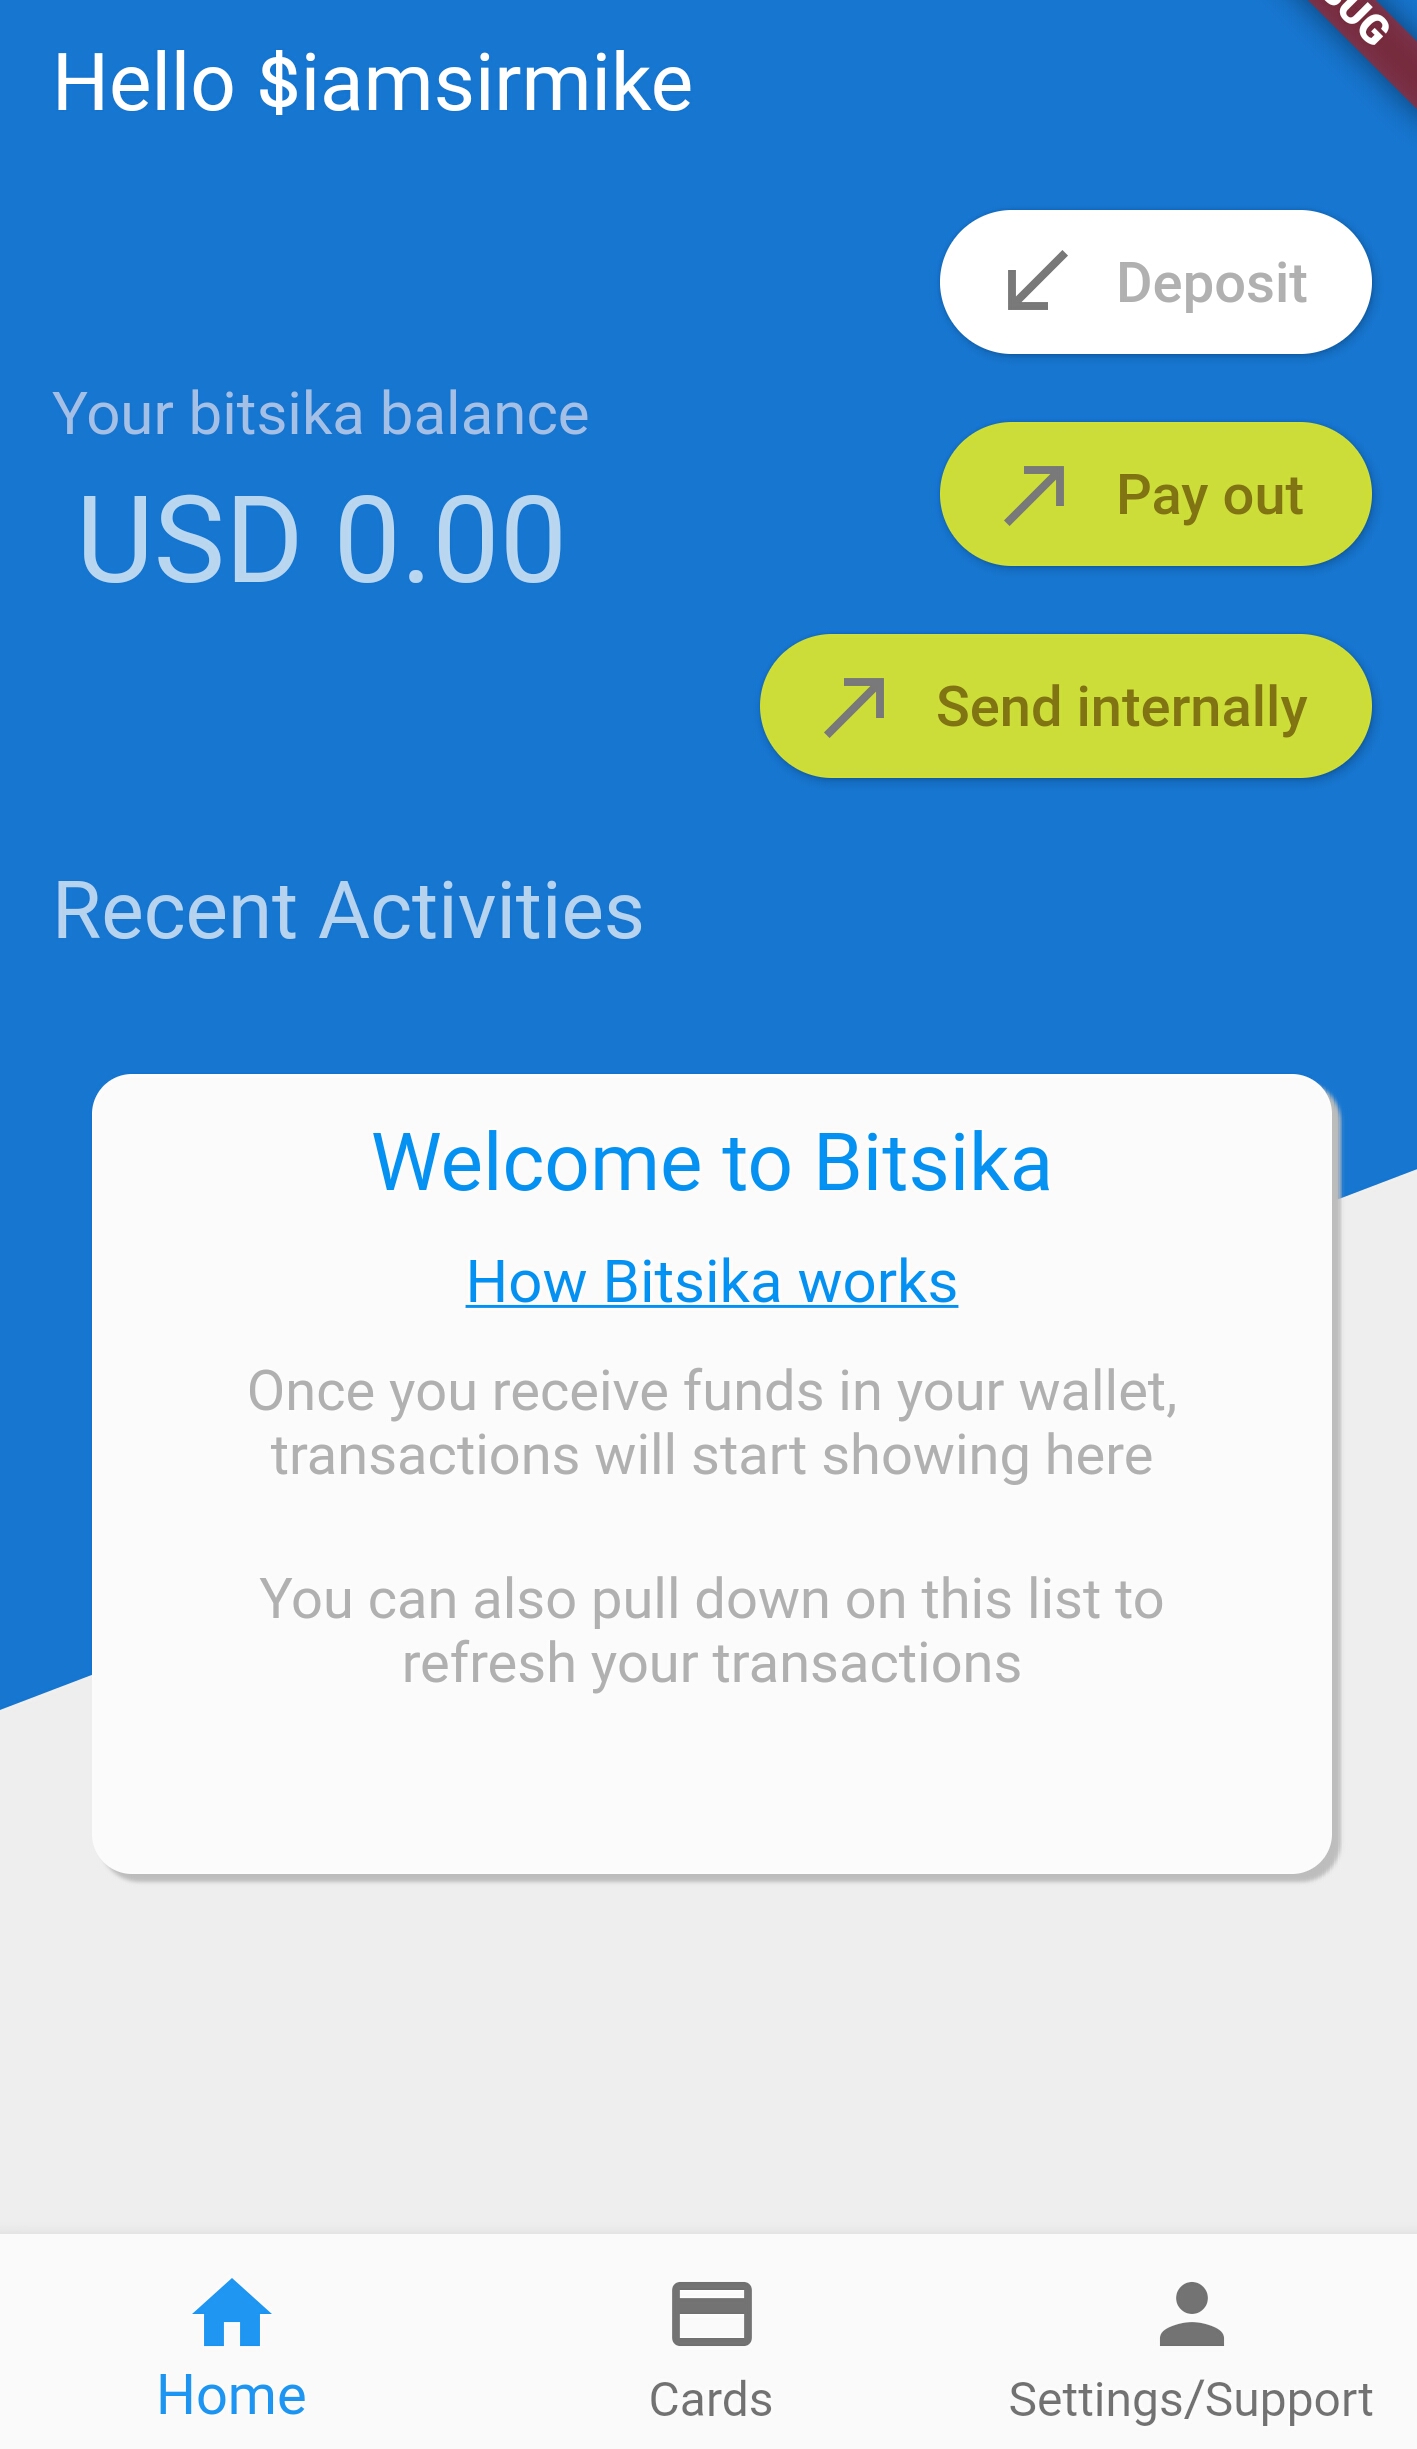 Hello $iamsirmike
Deposit
Your bitsika balance
USD 0.00
Pay out
Send internally
Recent Activities
Welcome to Bitsika
How Bitsika works
Once you receive funds in your wallet,
transactions will start showing here
You can also pull down on this list to
refresh your transactions
Home
Cards
Settings/Support